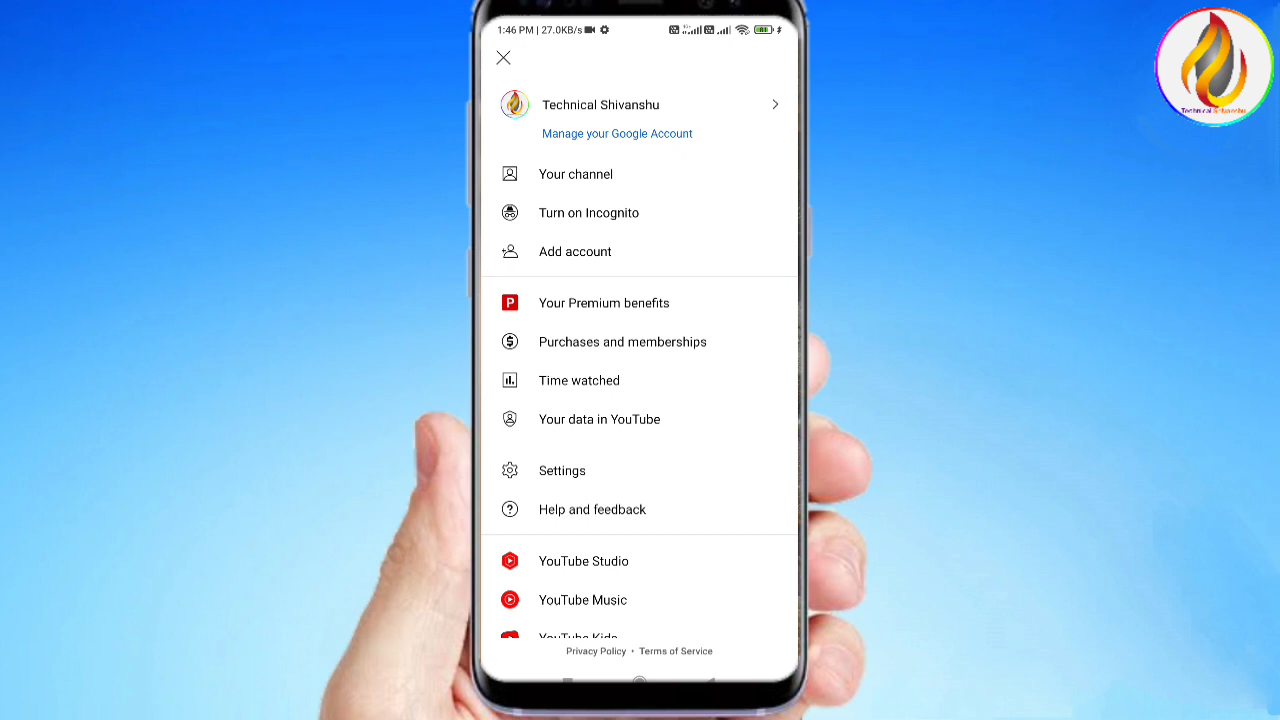 1:46 PM | 27.0KB/s
Technical Shivanshu
Technical Shivanshu
Manage your Google Account
Your channel
Turn on Incognito
Add account
P Your Premium benefits
Purchases and memberships
Time watched
Your data in YouTube
Settings
Help and feedback
YouTube Studio
YouTube Music
YouTube Kids
Privacy Policy • Terms of Service